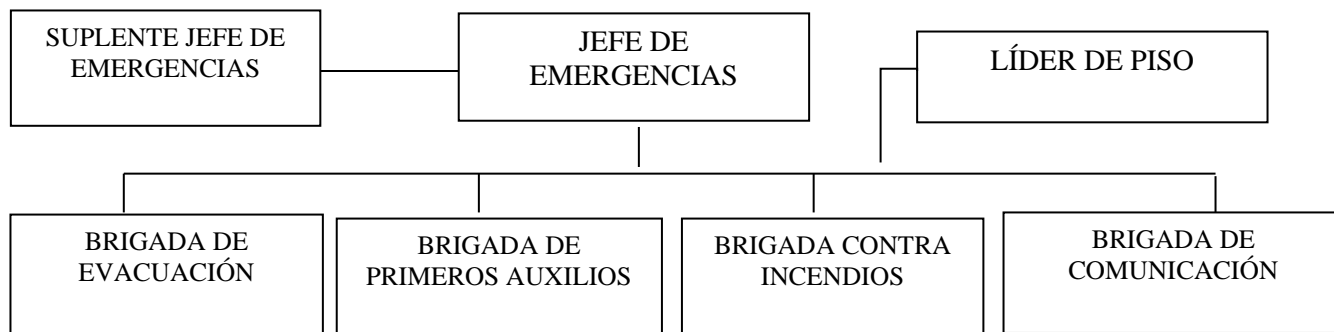 SUPLENTE JEFE DE
EMERGENCIAS
JEFE DE
EMERGENCIAS
LÍDER DE PISO
BRIGADA DE
EVACUACIÓN
BRIGADA DE
PRIMEROS AUXILIOS
BRIGADA CONTRA
INCENDIOS
BRIGADA DE
COMUNICACIÓN